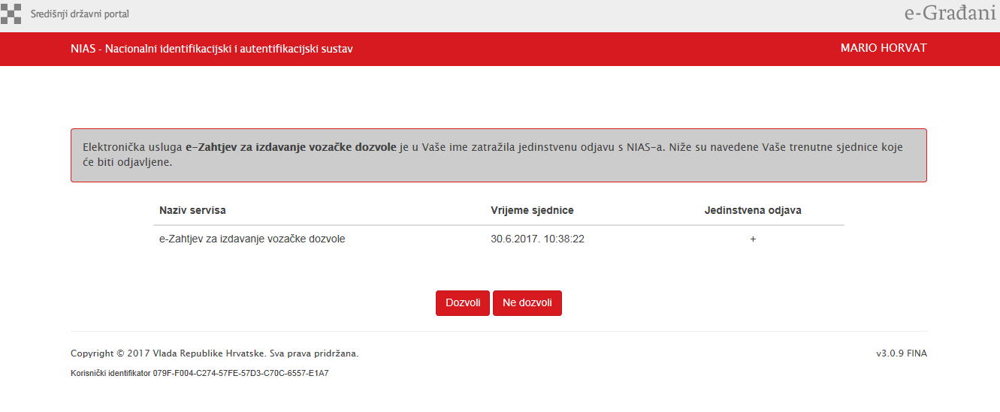 Središnji državni portal
e-Građani
NIAS - Nacionalni identifikacijski i autentifikacijski sustav
MARIO HORVAT
Elektronička usluga e-Zahtjev za izdavanje vozačke dozvole je u Vaše ime zatražila jedinstvenu odjavu s NIAS-a. Niže su navedene Vaše trenutne sjednice koje
će biti odjavljene.
Naziv servisa Vrijeme sjednice Jedinstvena odjava
e-Zahtjev za izdavanje vozačke dozvole 30.6.2017. 10:38:22 +
Dozvoli Ne dozvoli
Copyright © 2017 Vlada Republike Hrvatske. Sva prava pridržana.
v3.0.9 FINA
Korisnički identifikator 079F-F004-C274-57FE-57D3-C70C-6557-E1A7